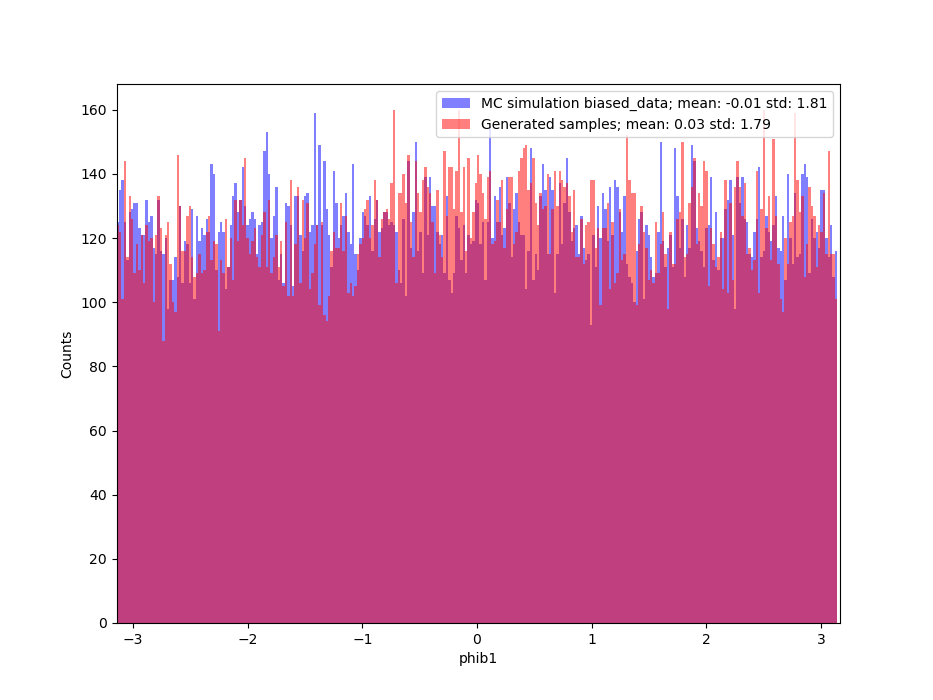 160
140
120
100
80
60
40
20
0
Counts
MC simulation biased_data; mean: -0.01 std: 1.81
Generated samples; mean: 0.03 std: 1.79
−3 −2 −1 0 1 2 3
phib1